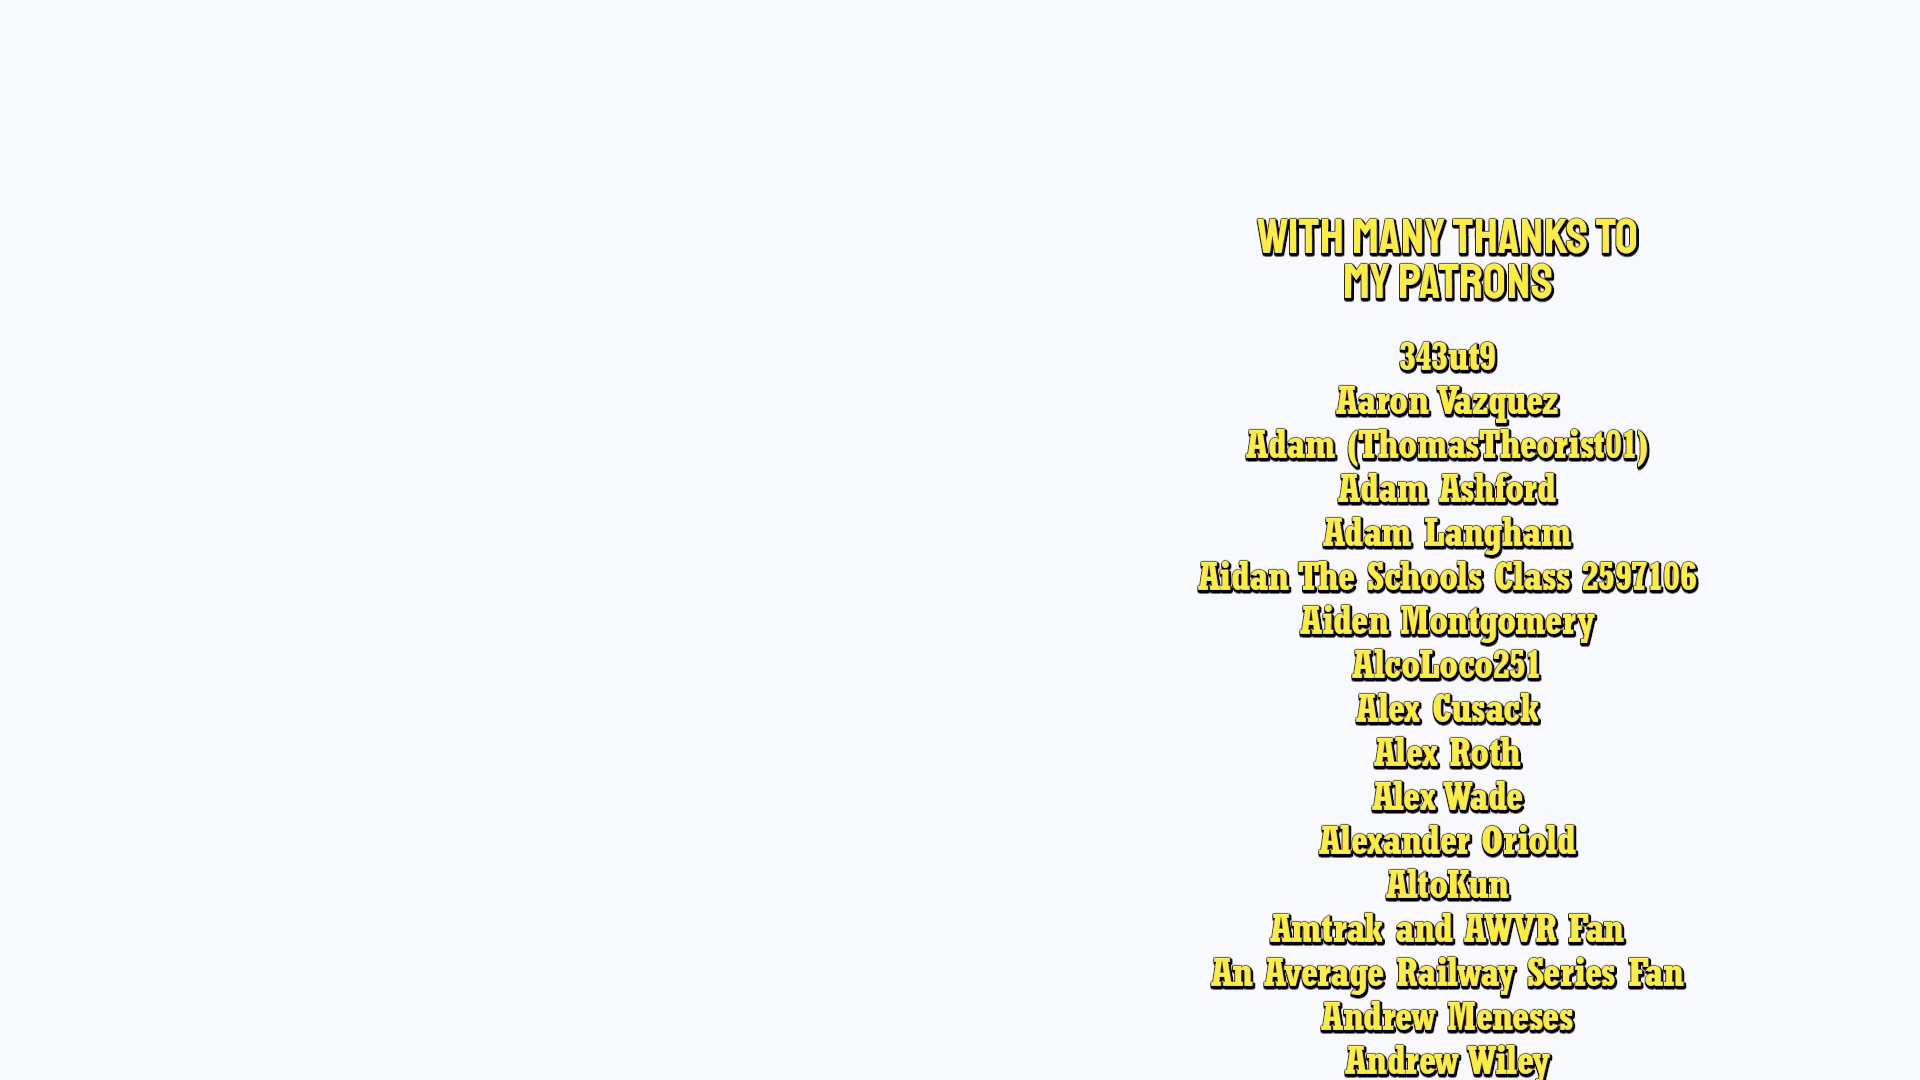 WITH MANY THANKS TO
MY PATRONS
343ut9
Aaron Vazquez
Adam (ThomasTheorist01)
Adam Ashford
Adam Langham
Aidan The Schools Class 2597106
Aiden Montgomery
AlcoLoco251
Alex Cusack
Alex Roth
Alex Wade
Alexander Oriold
AltoKun
Amtrak and AWVR Fan
An Average Railway Series Fan
Andrew Meneses
Andrew Wiley